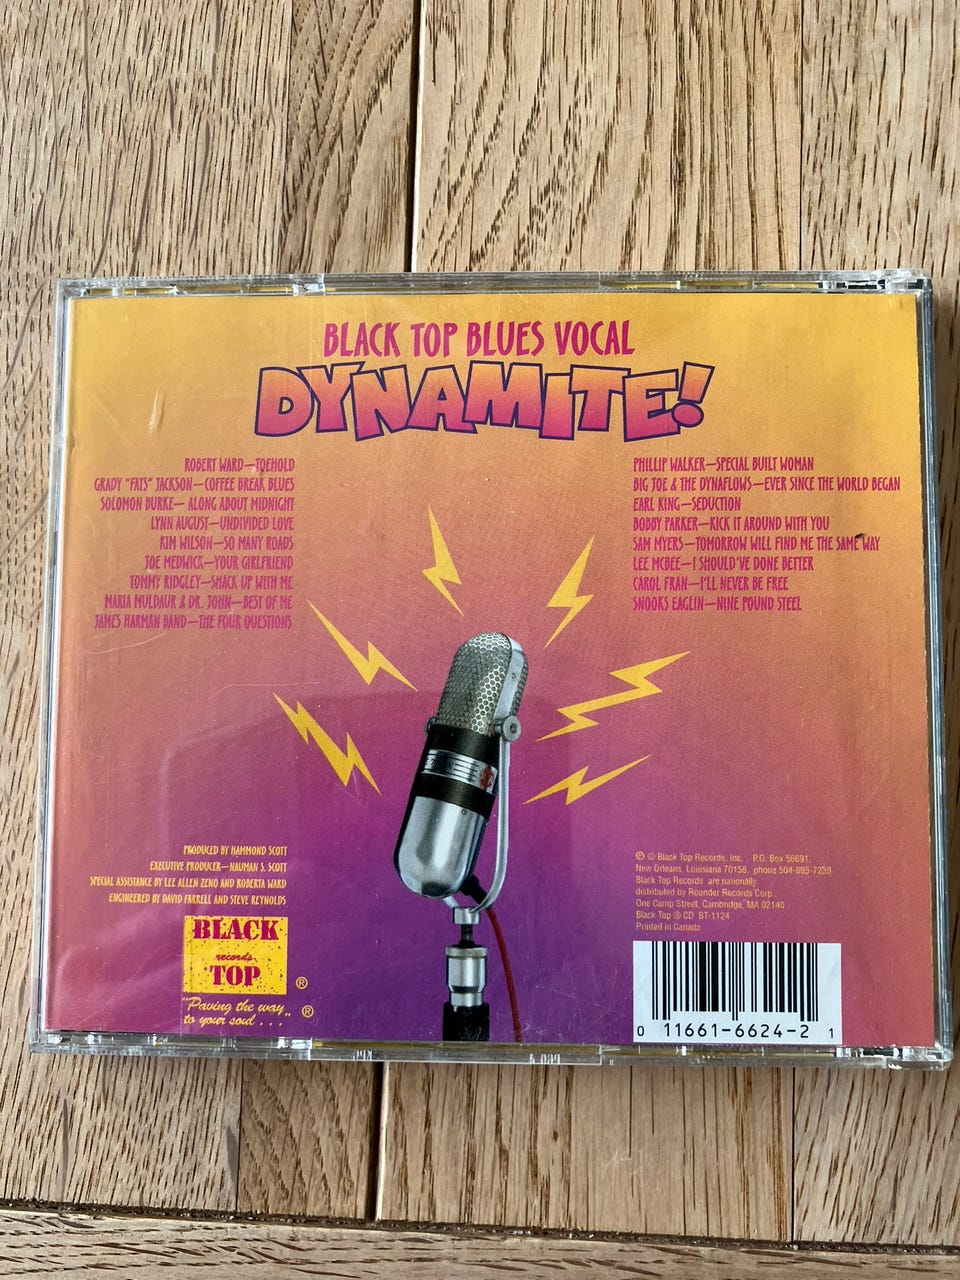 BLACK TOP BLUES VOCAL
DYNAMITE!
ROBERT WARD—TOEHOLD
GRADY "FATS" JACKSON—COFFEE BREAK BLUES
SOLOMON BURKE— ALONG ABOUT MIDNIGHT
LYNN AUGUST—UNDIVIDED LOVE
KIM WILSON—SO MANY ROADS
JOE MEDWICK—YOUR GIRLFRIEND
TOMMY RIDGLEY—SHACK UP WITH ME
MARIA MULDAUR & DR. JOHN—BEST OF ME
JAMES HARMAN BAND—THE FOUR QUESTIONS
PHILLIP WALKER—SPECIAL BUILT WOMAN
BIG JOE & THE DYNAFLOWS—EVER SINCE THE WORLD BEGAN
EARL KING—SEDUCTION
BOBBY PARKER—KICK IT AROUND WITH YOU
SAM MYERS—TOMORROW WILL FIND ME THE SAME WAY
LEE MCBEE—I SHOULD'VE DONE BETTER
CAROL FRAN—I'LL NEVER BE FREE
SNOOKS EAGLIN—NINE POUND STEEL
PRODUCED BY HAMMOND SCOTT
EXECUTIVE PRODUCER—NAUMAN S. SCOTT
SPECIAL ASSISTANCE BY LEE ALLEN ZENO AND ROBERTA WARD
ENGINEERED BY DAVID FARRELL AND STEVE REYNOLDS
BLACK
records
TOP ®
"Paving the way
to your soul . . ." ®
℗ © Black Top Records, Inc., P.O. Box 56691,
New Orleans, Louisiana 70156, phone 504-895-7239
Black Top Records are nationally
distributed by Rounder Records Corp.
One Camp Street, Cambridge, MA 02140
Black Top ® CD BT-1124
Printed in Canada
0 11661-6624-2 1